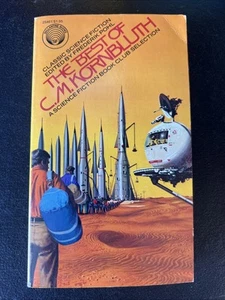 CLASSIC SCIENCE FICTION
EDITED BY FREDERIK POHL
THE BEST OF
C. M. KORNBLUTH
A SCIENCE FICTION BOOK CLUB SELECTION